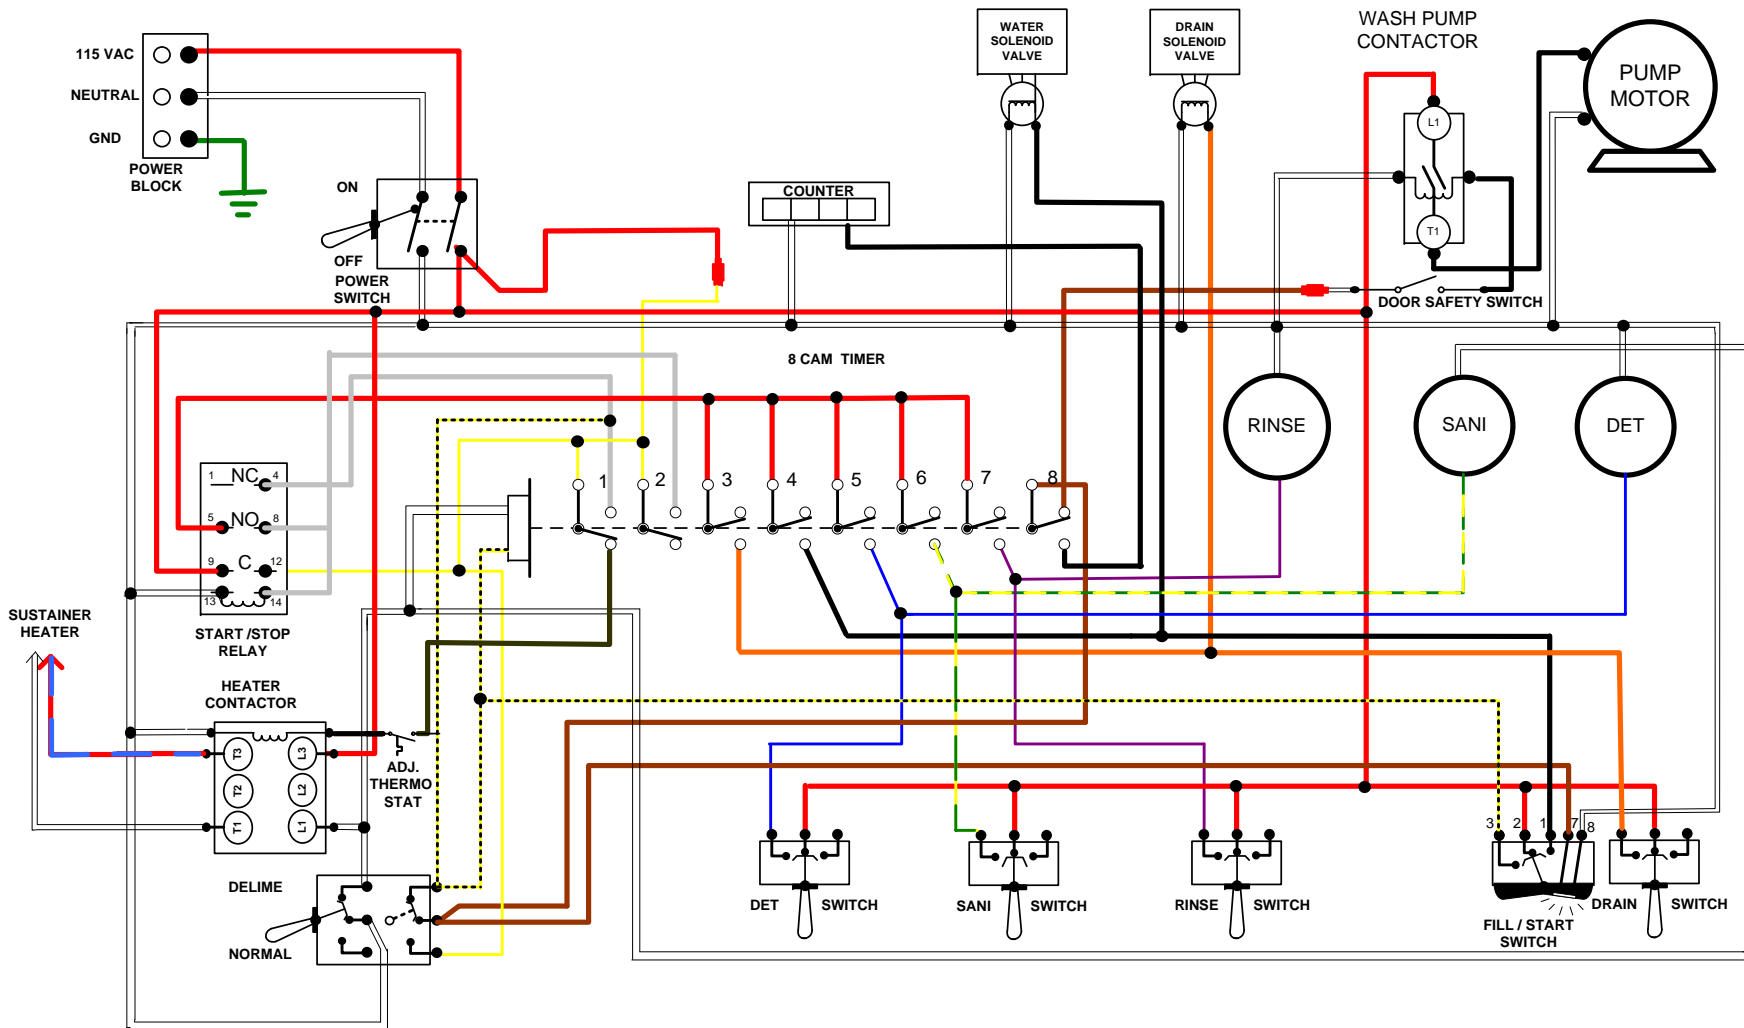 WATER
SOLENOID
VALVE
DRAIN
SOLENOID
VALVE
WASH PUMP
CONTACTOR
PUMP
MOTOR
115 VAC
NEUTRAL
GND
POWER
BLOCK
ON
OFF
POWER
SWITCH
COUNTER
L1
T1
DOOR SAFETY SWITCH
8 CAM TIMER
RINSE
SANI
DET
1
2
3
4
5
6
7
8
1 NC 4
5 NO 8
9 C 12
13 14
START /STOP
RELAY
SUSTAINER
HEATER
HEATER
CONTACTOR
T3 L3
T2 L2
T1 L1
ADJ.
THERMO
STAT
DELIME
NORMAL
DET SWITCH
SANI SWITCH
RINSE SWITCH
3 2 1 7 8
FILL / START
SWITCH
DRAIN SWITCH